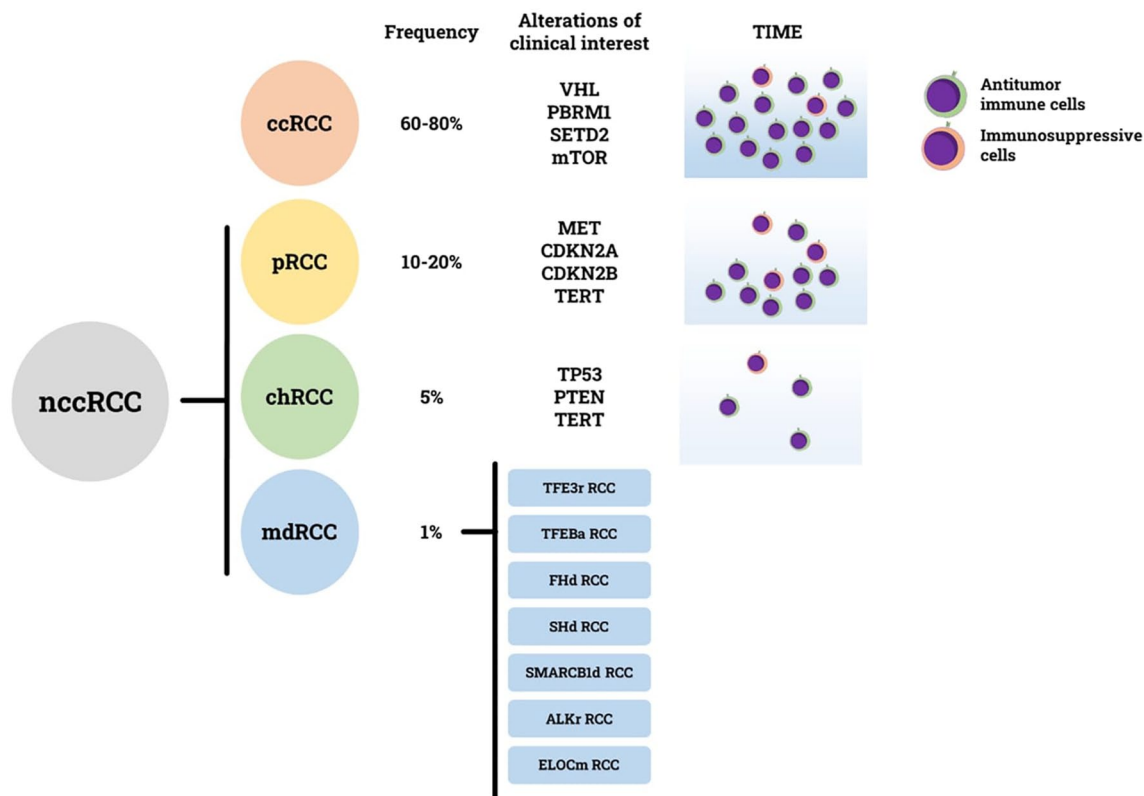 Frequency
Alterations of
clinical interest
TIME
ccRCC
60-80%
VHL
PBRM1
SETD2
mTOR
Antitumor
immune cells
Immunosuppressive
cells
pRCC
10-20%
MET
CDKN2A
CDKN2B
TERT
nccRCC
chRCC
5%
TP53
PTEN
TERT
mdRCC
1%
TFE3r RCC
TFEBa RCC
FHd RCC
SHd RCC
SMARCB1d RCC
ALKr RCC
ELOCm RCC